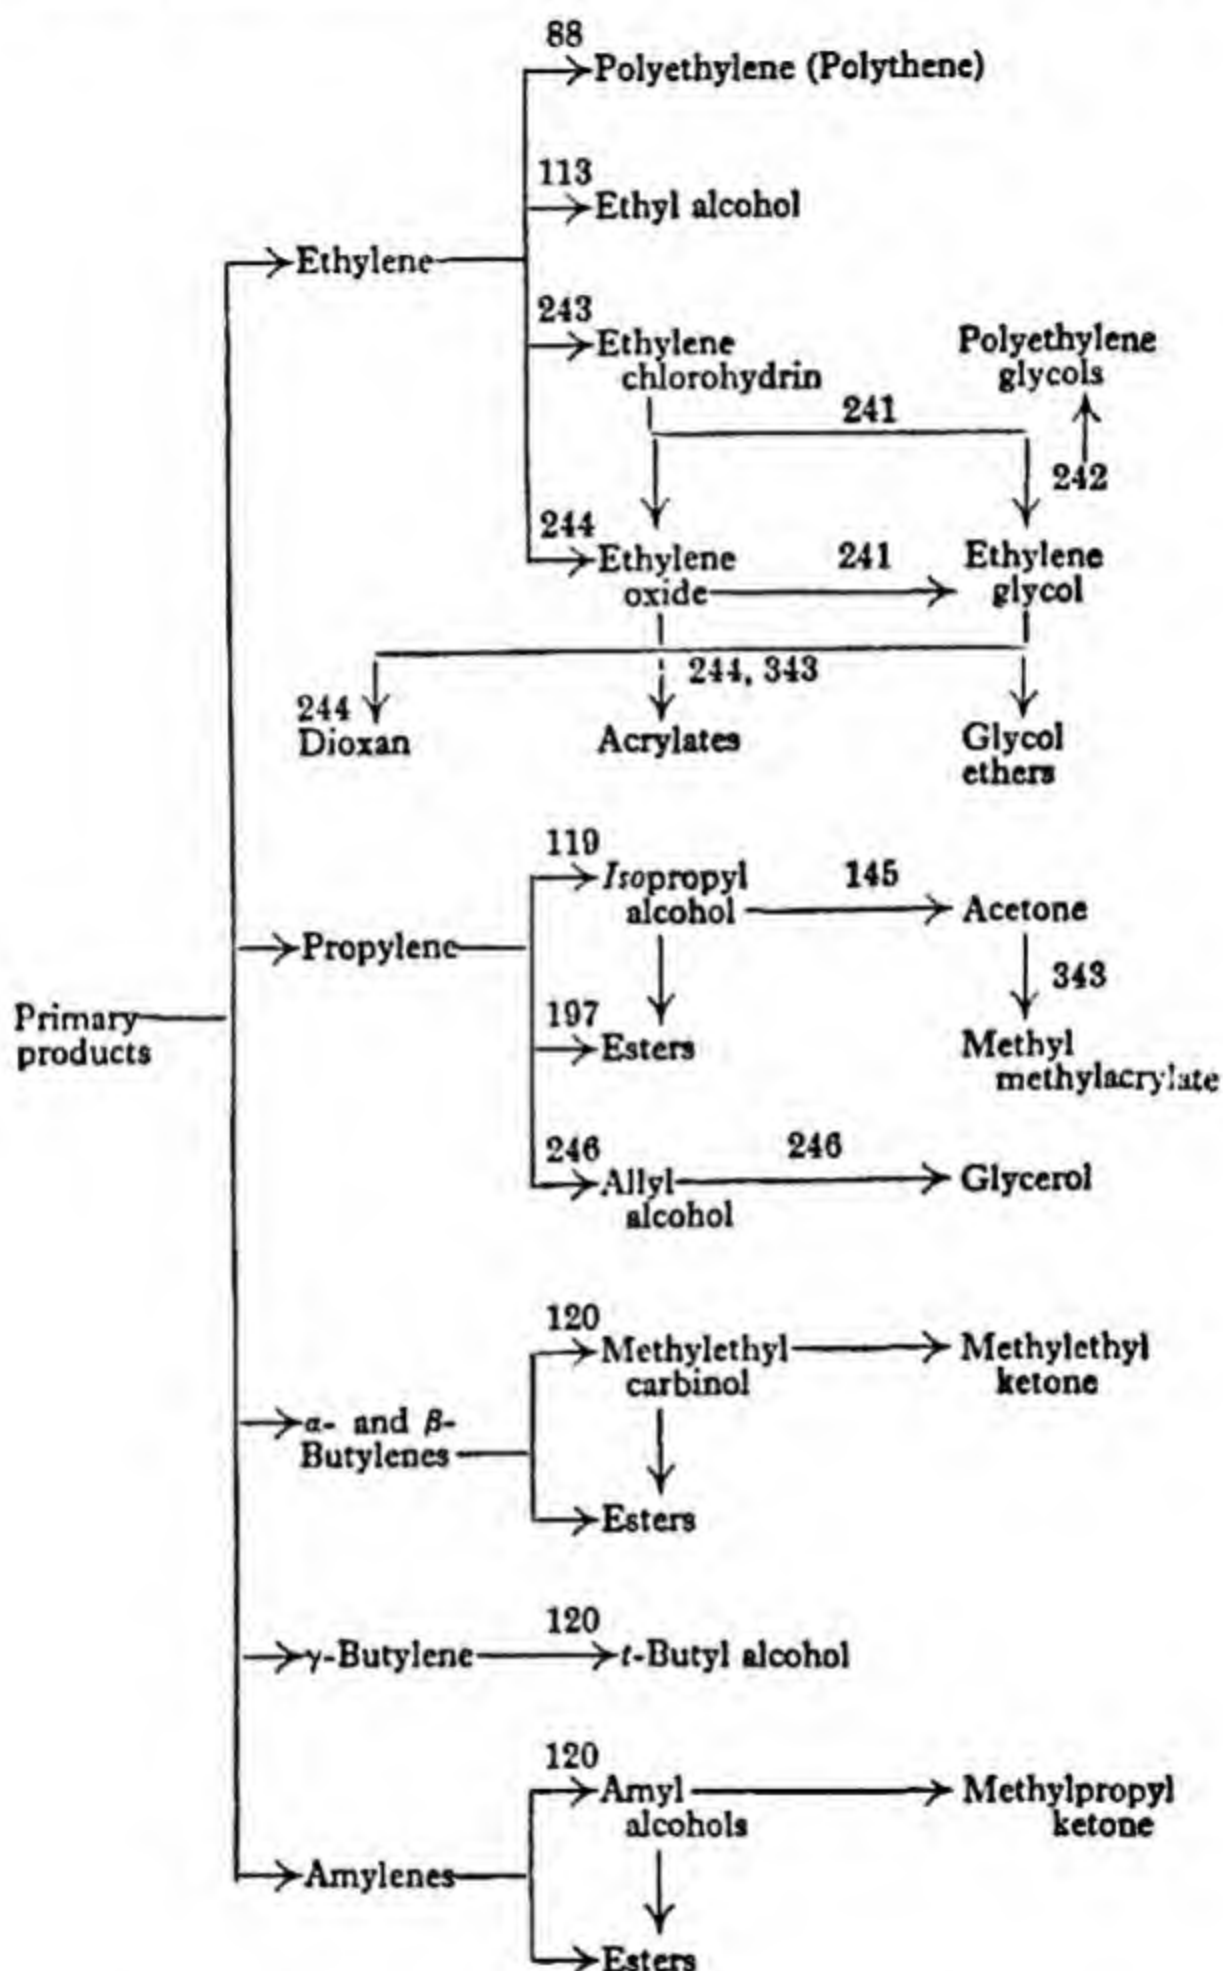 88
Polyethylene (Polythene)
113
Ethyl alcohol
Ethylene
243
Ethylene
chlorohydrin
Polyethylene
glycols
241
242
244
Ethylene
oxide
241
Ethylene
glycol
244, 343
244
Dioxan
Acrylates
Glycol
ethers
119
Isopropyl
alcohol
145
Acetone
Propylene
343
197
Esters
Methyl
methylacrylate
Primary
products
246
Allyl
alcohol
246
Glycerol
120
Methylethyl
carbinol
Methylethyl
ketone
α- and β-
Butylenes
Esters
120
γ-Butylene
t-Butyl alcohol
120
Amyl
alcohols
Methylpropyl
ketone
Amylenes
Esters